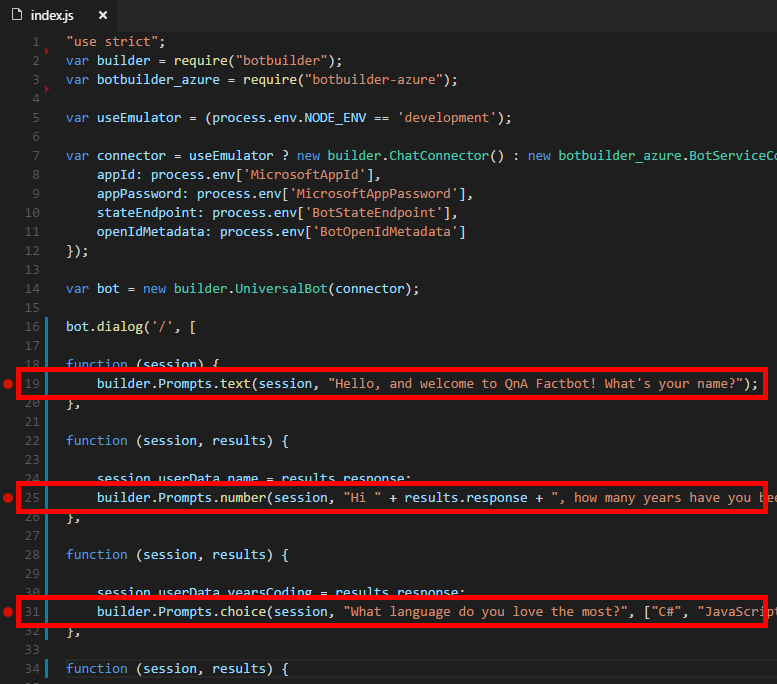 index.js ×
1 "use strict";
2 var builder = require("botbuilder");
3 var botbuilder_azure = require("botbuilder-azure");
4
5 var useEmulator = (process.env.NODE_ENV == 'development');
6
7 var connector = useEmulator ? new builder.ChatConnector() : new botbuilder_azure.BotServiceCo
8 appId: process.env['MicrosoftAppId'],
9 appPassword: process.env['MicrosoftAppPassword'],
10 stateEndpoint: process.env['BotStateEndpoint'],
11 openIdMetadata: process.env['BotOpenIdMetadata']
12 });
13
14 var bot = new builder.UniversalBot(connector);
15
16 bot.dialog('/', [
17
18 function (session) {
19 builder.Prompts.text(session, "Hello, and welcome to QnA Factbot! What's your name?");
20 },
21
22 function (session, results) {
23
24 session.userData.name = results.response;
25 builder.Prompts.number(session, "Hi " + results.response + ", how many years have you bee
26 },
27
28 function (session, results) {
29
30 session.userData.yearsCoding = results.response;
31 builder.Prompts.choice(session, "What language do you love the most?", ["C#", "JavaScript
32 },
33
34 function (session, results) {